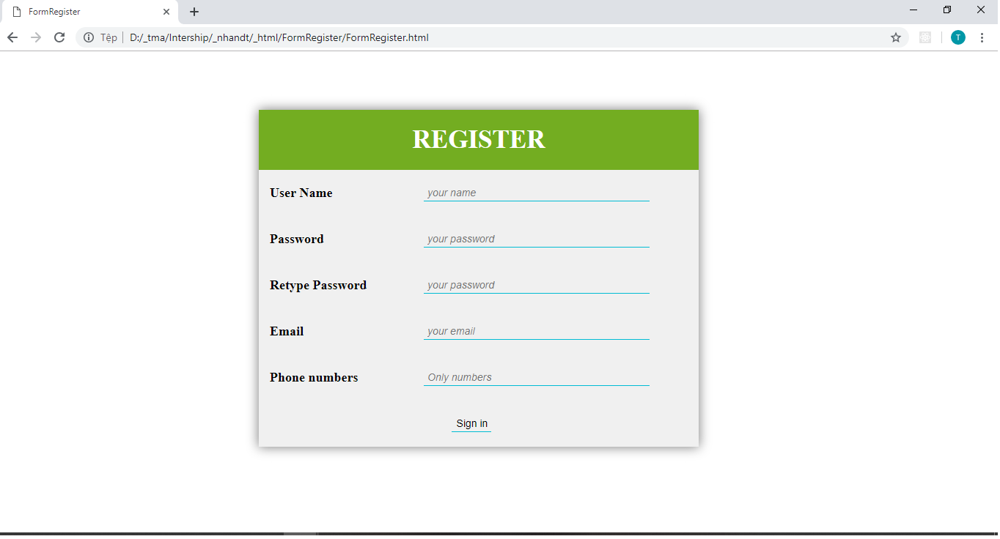 FormRegister
Tệp D:/_tma/Intership/_nhandt/_html/FormRegister/FormRegister.html
T
REGISTER
User Name your name
Password your password
Retype Password your password
Email your email
Phone numbers Only numbers
Sign in